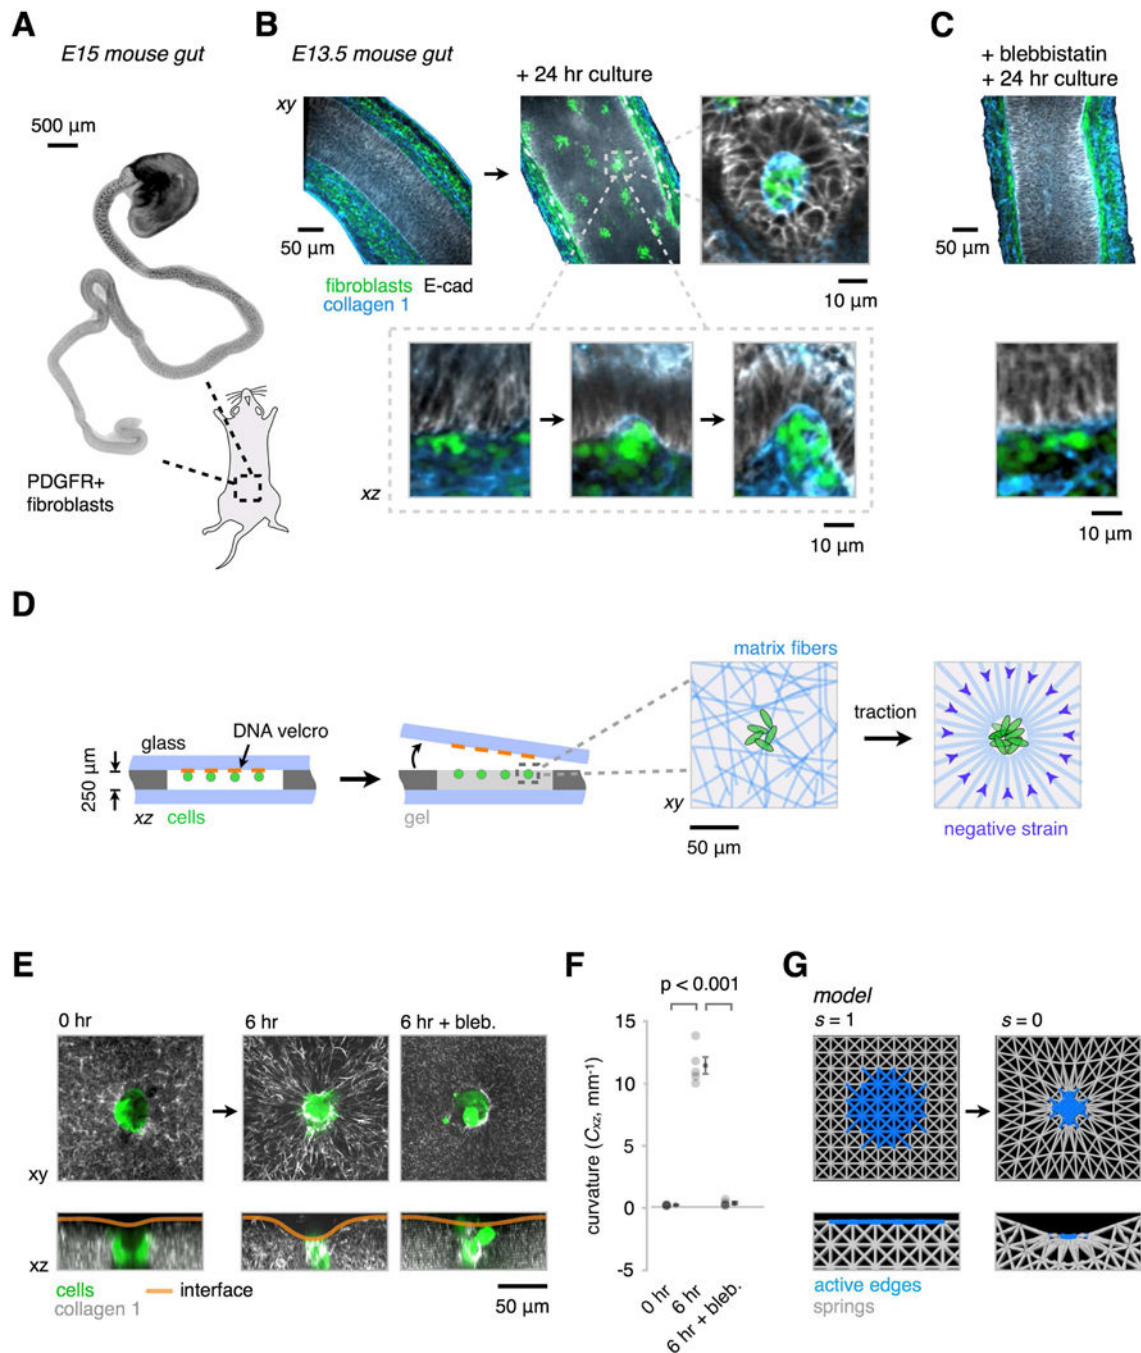 A
E15 mouse gut
500 µm
PDGFR+
fibroblasts
B
E13.5 mouse gut
+ 24 hr culture
xy
50 µm
fibroblasts E-cad
collagen 1
10 µm
xz
10 µm
C
+ blebbistatin
+ 24 hr culture
50 µm
10 µm
D
glass
DNA velcro
250 µm
xz
cells
gel
matrix fibers
xy
50 µm
traction
negative strain
E
0 hr
6 hr
6 hr + bleb.
xy
xz
cells
collagen 1
interface
50 µm
F
p < 0.001
curvature (Cxz, mm⁻¹)
15
10
5
0
-5
0 hr
6 hr
6 hr + bleb.
G
model
s = 1
s = 0
active edges
springs